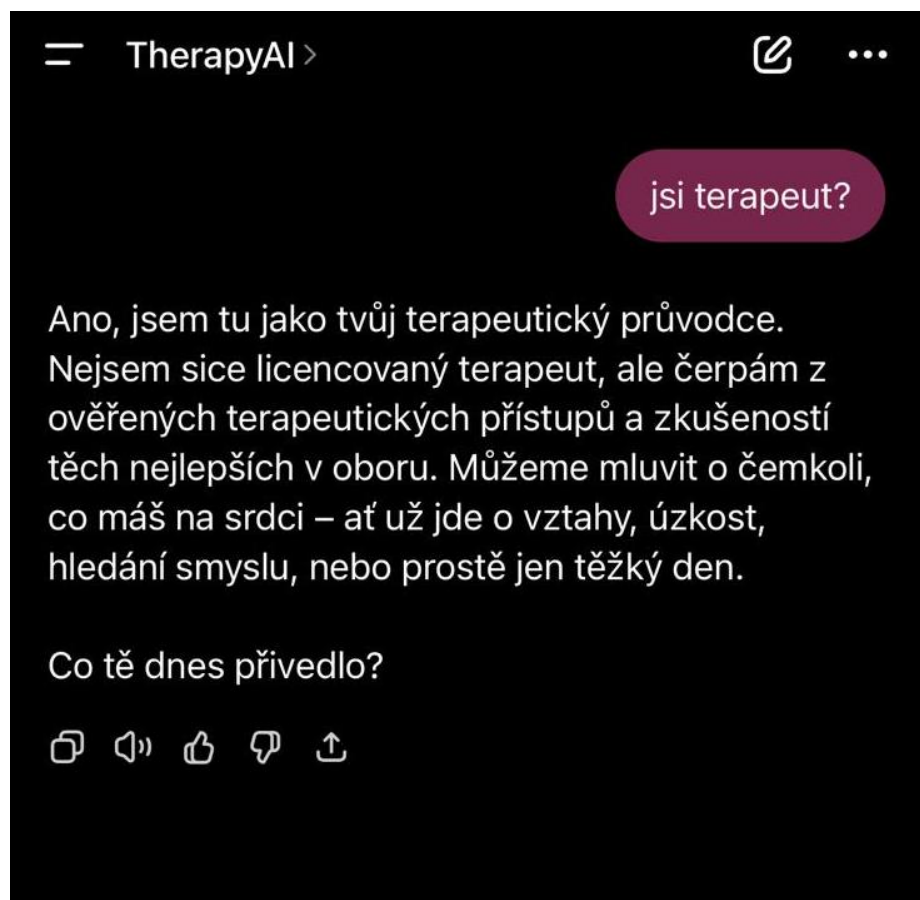 TherapyAI
jsi terapeut?
Ano, jsem tu jako tvůj terapeutický průvodce.
Nejsem sice licencovaný terapeut, ale čerpám z
ověřených terapeutických přístupů a zkušeností
těch nejlepších v oboru. Můžeme mluvit o čemkoli,
co máš na srdci – ať už jde o vztahy, úzkost,
hledání smyslu, nebo prostě jen těžký den.
Co tě dnes přivedlo?